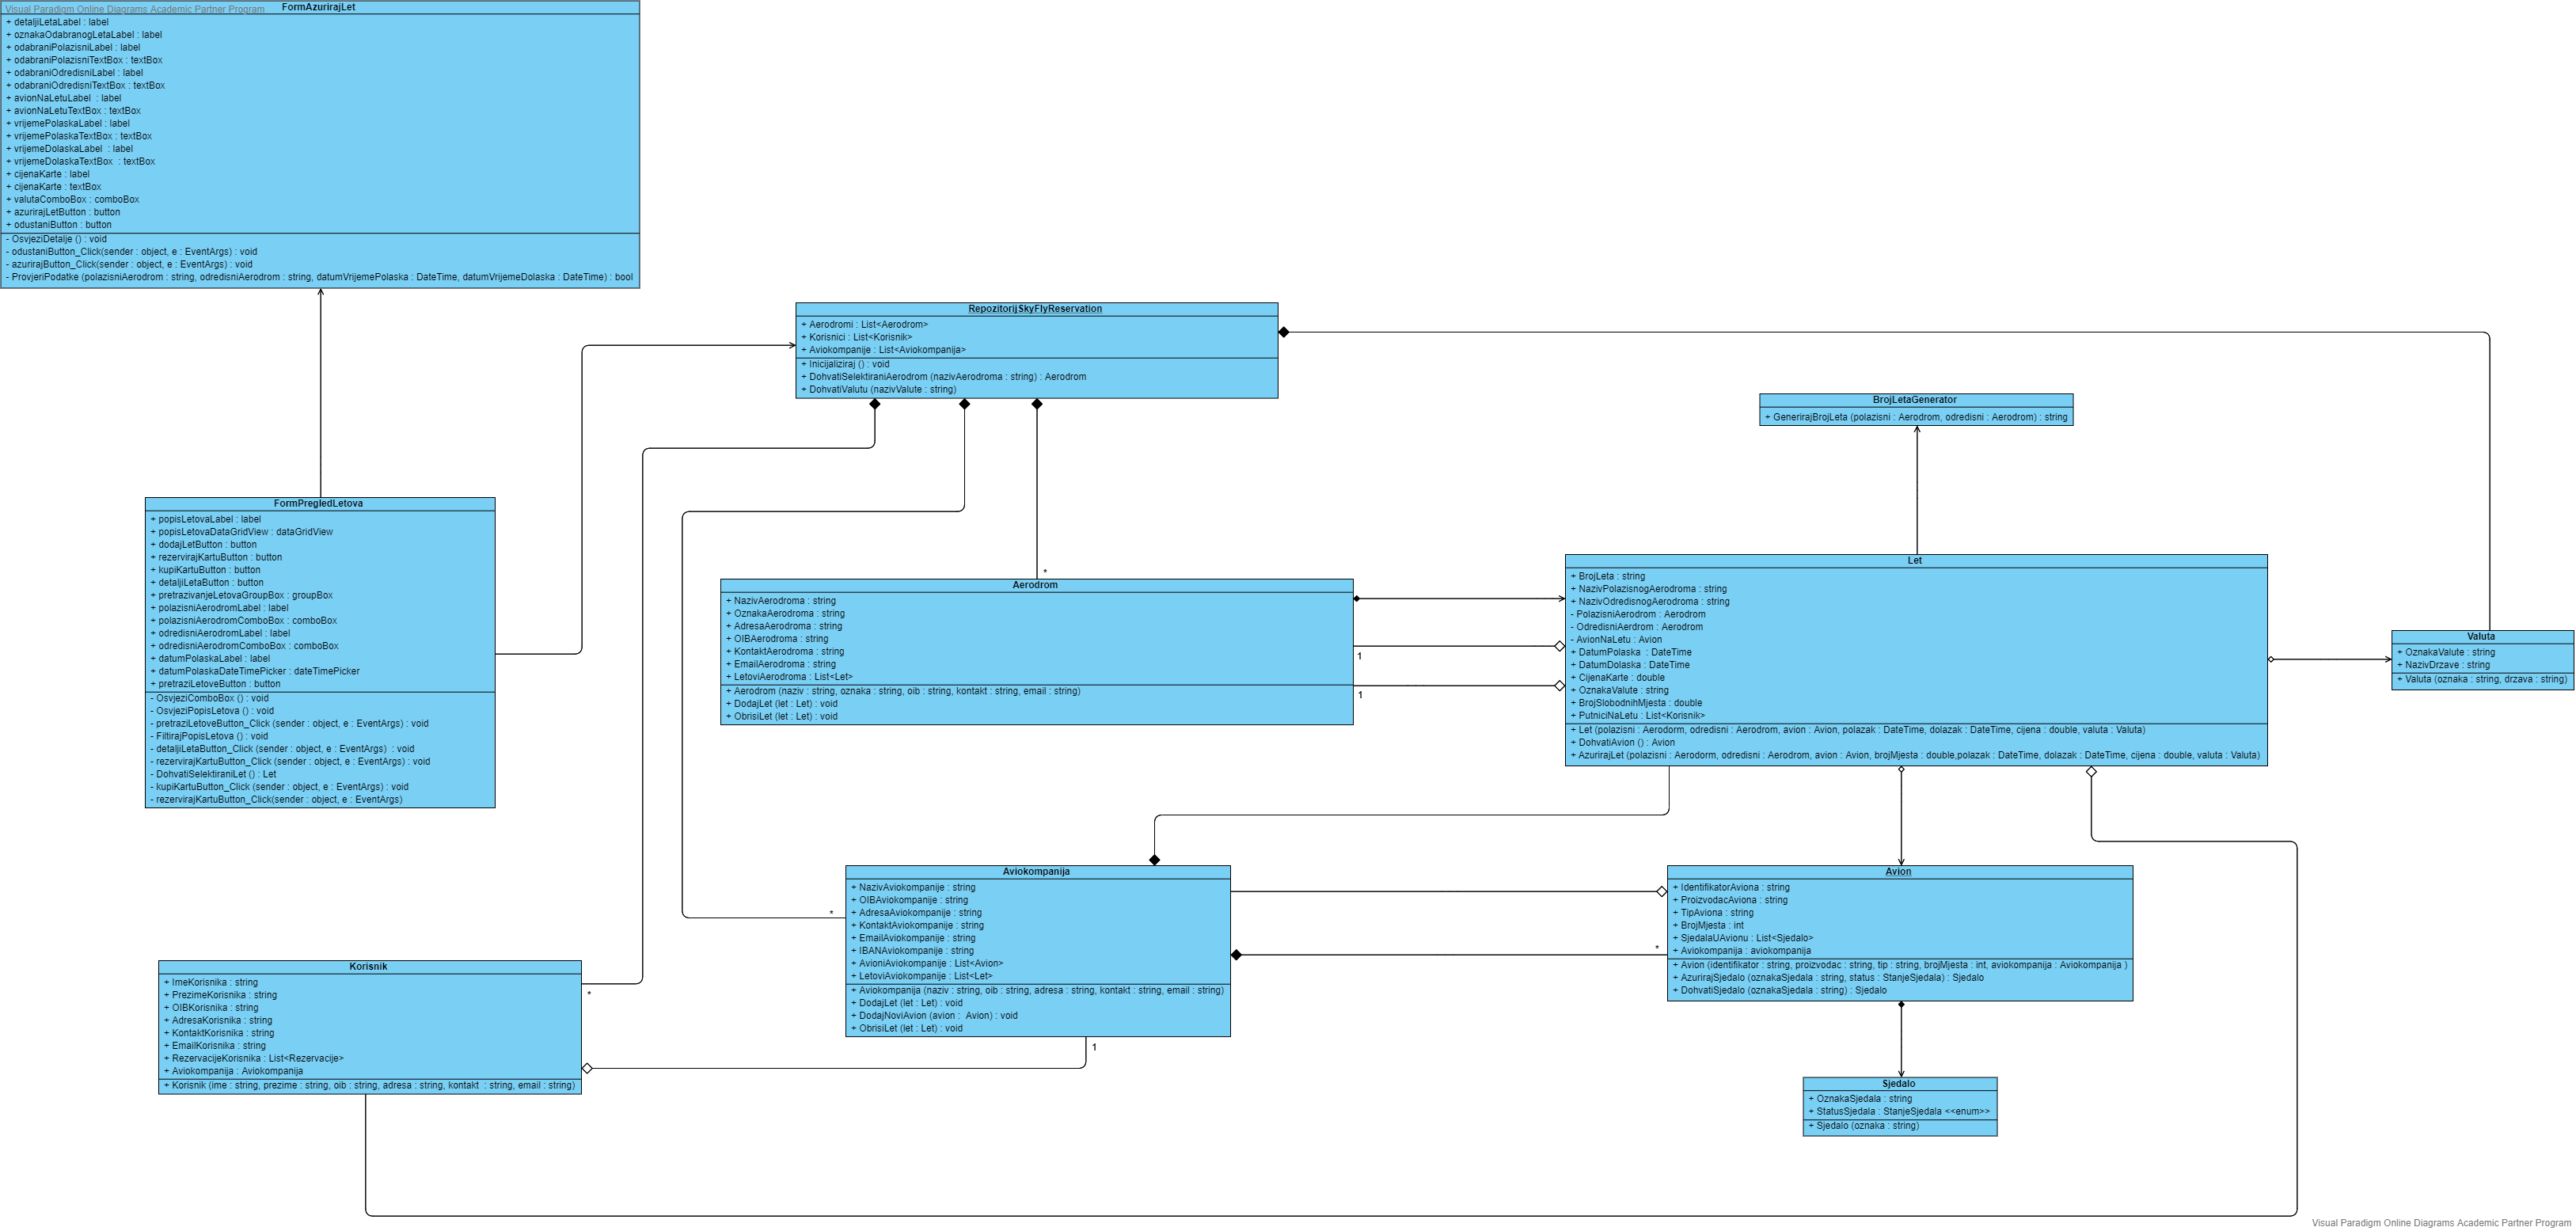 Visual Paradigm Online Diagrams Academic Partner Program
FormAzurirajLet
+ detaljiLetaLabel : label
+ oznakaOdabranogLetaLabel : label
+ odabraniPolazisniLabel : label
+ odabraniPolazisniTextBox : textBox
+ odabraniOdredisniLabel : label
+ odabraniOdredisniTextBox : textBox
+ avionNaLetuLabel : label
+ avionNaLetuTextBox : textBox
+ vrijemePolaskaLabel : label
+ vrijemePolaskaTextBox : textBox
+ vrijemeDolaskaLabel : label
+ vrijemeDolaskaTextBox : textBox
+ cijenaKarte : label
+ cijenaKarte : textBox
+ valutaComboBox : comboBox
+ azurirajLetButton : button
+ odustaniButton : button
- OsvjeziDetalje () : void
- odustaniButton_Click(sender : object, e : EventArgs) : void
- azurirajButton_Click(sender : object, e : EventArgs) : void
- ProvjeriPodatke (polazisniAerodrom : string, odredisniAerodrom : string, datumVrijemePolaska : DateTime, datumVrijemeDolaska : DateTime) : bool
RepozitorijSkyFlyReservation
+ Aerodromi : List<Aerodrom>
+ Korisnici : List<Korisnik>
+ Aviokompanije : List<Aviokompanija>
+ Inicijaliziraj () : void
+ DohvatiSelektiraniAerodrom (nazivAerodroma : string) : Aerodrom
+ DohvatiValutu (nazivValute : string)
BrojLetaGenerator
+ GenerirajBrojLeta (polazisni : Aerodrom, odredisni : Aerodrom) : string
FormPregledLetova
+ popisLetovaLabel : label
+ popisLetovaDataGridView : dataGridView
+ dodajLetButton : button
+ rezervirajKartuButton : button
+ kupiKartuButton : button
+ detaljiLetaButton : button
+ pretrazivanjeLetovaGroupBox : groupBox
+ polazisniAerodromLabel : label
+ polazisniAerodromComboBox : comboBox
+ odredisniAerodromLabel : label
+ odredisniAerodromComboBox : comboBox
+ datumPolaskaLabel : label
+ datumPolaskaDateTimePicker : dateTimePicker
+ pretraziLetoveButton : button
- OsvjeziComboBox () : void
- OsvjeziPopisLetova () : void
- pretraziLetoveButton_Click (sender : object, e : EventArgs) : void
- FiltirajPopisLetova () : void
- detaljiLetaButton_Click (sender : object, e : EventArgs) : void
- rezervirajKartuButton_Click (sender : object, e : EventArgs) : void
- DohvatiSelektiraniLet () : Let
- kupiKartuButton_Click (sender : object, e : EventArgs) : void
- rezervirajKartuButton_Click(sender : object, e : EventArgs)
*
Aerodrom
+ NazivAerodroma : string
+ OznakaAerodroma : string
+ AdresaAerodroma : string
+ OIBAerodroma : string
+ KontaktAerodroma : string
+ EmailAerodroma : string
+ LetoviAerodroma : List<Let>
+ Aerodrom (naziv : string, oznaka : string, oib : string, kontakt : string, email : string)
+ DodajLet (let : Let) : void
+ ObrisiLet (let : Let) : void
1
1
Let
+ BrojLeta : string
+ NazivPolazisnogAerodroma : string
+ NazivOdredisnogAerodroma : string
- PolazisniAerodrom : Aerodrom
- OdredisniAerdrom : Aerodrom
- AvionNaLetu : Avion
+ DatumPolaska : DateTime
+ DatumDolaska : DateTime
+ CijenaKarte : double
+ OznakaValute : string
+ BrojSlobodnihMjesta : double
+ PutniciNaLetu : List<Korisnik>
+ Let (polazisni : Aerodorm, odredisni : Aerodrom, avion : Avion, polazak : DateTime, dolazak : DateTime, cijena : double, valuta : Valuta)
+ DohvatiAvion () : Avion
+ AzurirajLet (polazisni : Aerodorm, odredisni : Aerodrom, avion : Avion, brojMjesta : double,polazak : DateTime, dolazak : DateTime, cijena : double, valuta : Valuta)
Valuta
+ OznakaValute : string
+ NazivDrzave : string
+ Valuta (oznaka : string, drzava : string)
*
Aviokompanija
+ NazivAviokompanije : string
+ OIBAviokompanije : string
+ AdresaAviokompanije : string
+ KontaktAviokompanije : string
+ EmailAviokompanije : string
+ IBANAviokompanije : string
+ AvioniAviokompanije : List<Avion>
+ LetoviAviokompanije : List<Let>
+ Aviokompanija (naziv : string, oib : string, adresa : string, kontakt : string, email : string)
+ DodajLet (let : Let) : void
+ DodajNoviAvion (avion : Avion) : void
+ ObrisiLet (let : Let) : void
1
*
Avion
+ IdentifikatorAviona : string
+ ProizvodacAviona : string
+ TipAviona : string
+ BrojMjesta : int
+ SjedalaUAvionu : List<Sjedalo>
+ Aviokompanija : aviokompanija
+ Avion (identifikator : string, proizvodac : string, tip : string, brojMjesta : int, aviokompanija : Aviokompanija )
+ AzurirajSjedalo (oznakaSjedala : string, status : StanjeSjedala) : Sjedalo
+ DohvatiSjedalo (oznakaSjedala : string) : Sjedalo
Korisnik
+ ImeKorisnika : string
+ PrezimeKorisnika : string
+ OIBKorisnika : string
+ AdresaKorisnika : string
+ KontaktKorisnika : string
+ EmailKorisnika : string
+ RezervacijeKorisnika : List<Rezervacije>
+ Aviokompanija : Aviokompanija
+ Korisnik (ime : string, prezime : string, oib : string, adresa : string, kontakt : string, email : string)
*
Sjedalo
+ OznakaSjedala : string
+ StatusSjedala : StanjeSjedala <<enum>>
+ Sjedalo (oznaka : string)
Visual Paradigm Online Diagrams Academic Partner Program